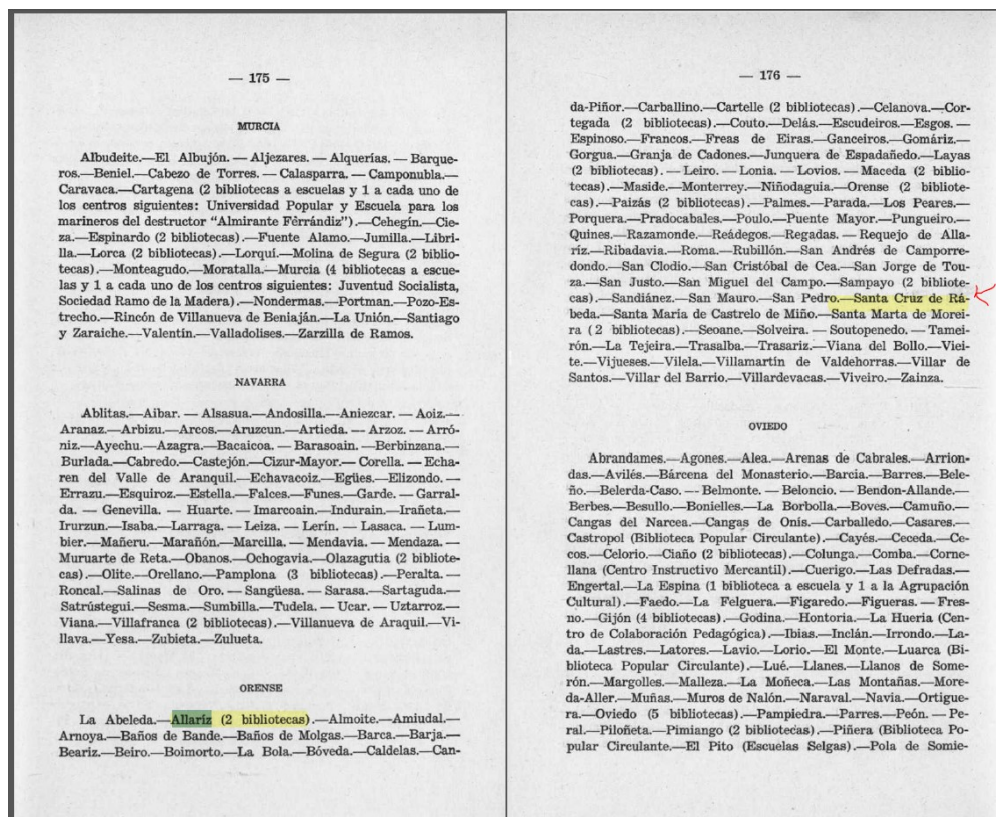 — 175 —
MURCIA
Albudeite.—El Albujón. — Aljezares. — Alquerías. — Barque-
ros.—Beniel.—Cabezo de Torres. — Calasparra. — Camponubla.—
Caravaca.—Cartagena (2 bibliotecas a escuelas y 1 a cada uno de
los centros siguientes: Universidad Popular y Escuela para los
marineros del destructor “Almirante Férrándiz”).—Cehegín.—Cie-
za.—Espinardo (2 bibliotecas).—Fuente Alamo.—Jumilla.—Libri-
lla.—Lorca (2 bibliotecas).—Lorquí.—Molina de Segura (2 biblio-
tecas).—Monteagudo.—Moratalla.—Murcia (4 bibliotecas a escue-
las y 1 a cada uno de los centros siguientes: Juventud Socialista,
Sociedad Ramo de la Madera).—Nondermas.—Portman.—Pozo-Es-
trecho.—Rincón de Villanueva de Beniaján.—La Unión.—Santiago
y Zaraiche.—Valentín.—Valladolises.—Zarzilla de Ramos.
NAVARRA
Ablitas.—Aibar. — Alsasua.—Andosilla.—Aniezcar. — Aoiz.—
Aranaz.—Arbizu.—Arcos.—Aruzcun.—Artieda. — Arzoz. — Arró-
niz.—Ayechu.—Azagra.—Bacaicoa. — Barasoain.—Berbinzana.—
Burlada.—Cabredo.—Castejón.—Cizur-Mayor.— Corella. — Echa-
ren del Valle de Aranquil.—Echavacoiz.—Egües.—Elizondo. —
Errazu.—Esquiroz.—Estella.—Falces.—Funes.—Garde. — Garral-
da. — Genevilla. — Huarte. — Imarcoain.—Indurain.—Irañeta.—
Irurzun.—Isaba.—Larraga. — Leiza. — Lerín. — Lasaca. — Lum-
bier.—Mañeru.—Marañón.—Marcilla. — Mendavia. — Mendaza. —
Muruarte de Reta.—Obanos.—Ochogavia.—Olazagutia (2 bibliote-
cas).—Olite.—Orellano.—Pamplona (3 bibliotecas).—Peralta. —
Roncal.—Salinas de Oro. — Sangüesa. — Sarasa.—Sartaguda.—
Satrústegui.—Sesma.—Sumbilla.—Tudela. — Ucar. — Uztarroz.—
Viana.—Villafranca (2 bibliotecas).—Villanueva de Araquil.—Vi-
llava.—Yesa.—Zubieta.—Zulueta.
ORENSE
La Abeleda.—Allaríz (2 bibliotecas).—Almoite.—Amiudal.—
Arnoya.—Baños de Bande.—Baños de Molgas.—Barca.—Barja.—
Beariz.—Beiro.—Boimorto.—La Bola.—Bóveda.—Caldelas.—Can-
— 176 —
da-Piñor.—Carballino.—Cartelle (2 bibliotecas).—Celanova.—Cor-
tegada (2 bibliotecas).—Couto.—Delás.—Escudeiros.—Esgos. —
Espinoso.—Francos.—Freas de Eiras.—Ganceiros.—Gomáriz.—
Gorgua.—Granja de Cadones.—Junquera de Espadañedo.—Layas
(2 bibliotecas). — Leiro. — Lonia. — Lovios. — Maceda (2 biblio-
tecas).—Maside.—Monterrey.—Niñodaguia.—Orense (2 bibliote-
cas).—Paizás (2 bibliotecas).—Palmes.—Parada.—Los Peares.—
Porquera.—Pradocabales.—Poulo.—Puente Mayor.—Pungueiro.—
Quines.—Razamonde.—Reádegos.—Regadas. — Requejo de Alla-
ríz.—Ribadavia.—Roma.—Rubillón.—San Andrés de Camporre-
dondo.—San Clodio.—San Cristóbal de Cea.—San Jorge de Tou-
za.—San Justo.—San Miguel del Campo.—Sampayo (2 bibliote-
cas).—Sandiánez.—San Mauro.—San Pedro.—Santa Cruz de Rá-
beda.—Santa María de Castrelo de Miño.—Santa Marta de Morei-
ra (2 bibliotecas).—Seoane.—Solveira. — Soutopenedo.— Tamei-
rón.—La Tejeira.—Trasalba.—Trasariz.—Viana del Bollo.—Viei-
te.—Vijueses.—Vilela.—Villamartín de Valdehorras.—Villar de
Santos.—Villar del Barrio.—Villardevacas.—Viveiro.—Zainza.
OVIEDO
Abrandames.—Agones.—Alea.—Arenas de Cabrales.—Arrion-
das.—Avilés.—Bárcena del Monasterio.—Barcia.—Barres.—Bele-
ño.—Belerda-Caso. — Belmonte. — Beloncio. — Bendon-Allande.—
Berbes.—Besullo.—Bonielles.—La Borbolla.—Boves.—Camuño.—
Cangas del Narcea.—Cangas de Onís.—Carballedo.—Casares.—
Castropol (Biblioteca Popular Circulante).—Cayés.—Ceceda.—Ce-
cos.—Celorio.—Ciaño (2 bibliotecas).—Colunga.—Comba.—Corne-
llana (Centro Instructivo Mercantil).—Cuerigo.—Las Defradas.—
Engertal.—La Espina (1 biblioteca a escuela y 1 a la Agrupación
Cultural).—Faedo.—La Felguera.—Figaredo.—Figueras. — Fres-
no.—Gijón (4 bibliotecas).—Godina.—Hontoria.—La Hueria (Cen-
tro de Colaboración Pedagógica).—Ibias.—Inclán.—Irrondo.—La-
da.—Lastres.—Latores.—Lavio.—Lorio.—El Monte.—Luarca (Bi-
blioteca Popular Circulante).—Lué.—Llanes.—Llanos de Some-
rón.—Margolles.—Malleza.—La Moñeca.—Las Montañas.—More-
da-Aller.—Muñas.—Muros de Nalón.—Naraval.—Navia.—Ortigue-
ra.—Oviedo (5 bibliotecas).—Pampiedra.—Parres.—Peón. — Pe-
ral.—Piloñeta.—Pimiango (2 bibliotecas).—Piñera (Biblioteca Po-
pular Circulante.—El Pito (Escuelas Selgas).—Pola de Somie-